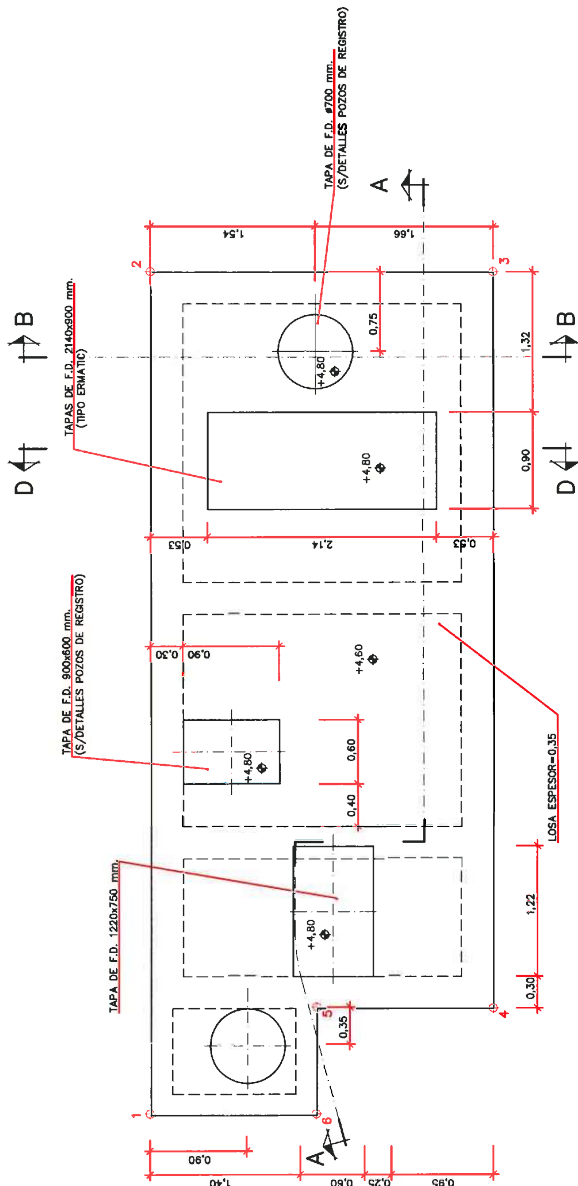 TAPA DE F.D. ø700 mm.
(S/DETALLES POZOS DE REGISTRO)
A
1,54
1,66
2
3
B
B
0,75
1,32
TAPAS DE F.D. 2140x900 mm.
(TIPO ERMATIC)
+4,80
D
D
+4,80
0,90
0,53
2,14
0,53
TAPA DE F.D. 900x600 mm.
(S/DETALLES POZOS DE REGISTRO)
0,30
0,90
+4,60
+4,80
0,60
0,40
LOSA ESPESOR=0,35
TAPA DE F.D. 1220x750 mm.
+4,80
1,22
0,30
5
4
0,35
1
6
A
0,90
1,40
0,60
0,25
0,95